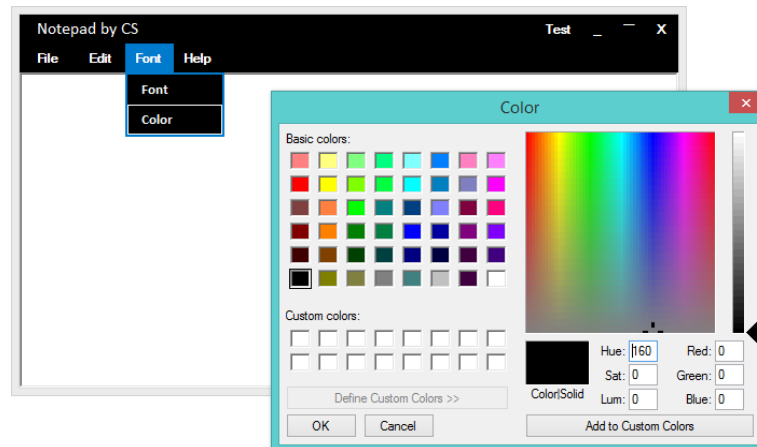 Notepad by CS Test _ — X
File Edit Font Help
Font
Color
Color x
Basic colors:
Custom colors:
Define Custom Colors >>
OK Cancel
Color|Solid
Hue: 160 Red: 0
Sat: 0 Green: 0
Lum: 0 Blue: 0
Add to Custom Colors